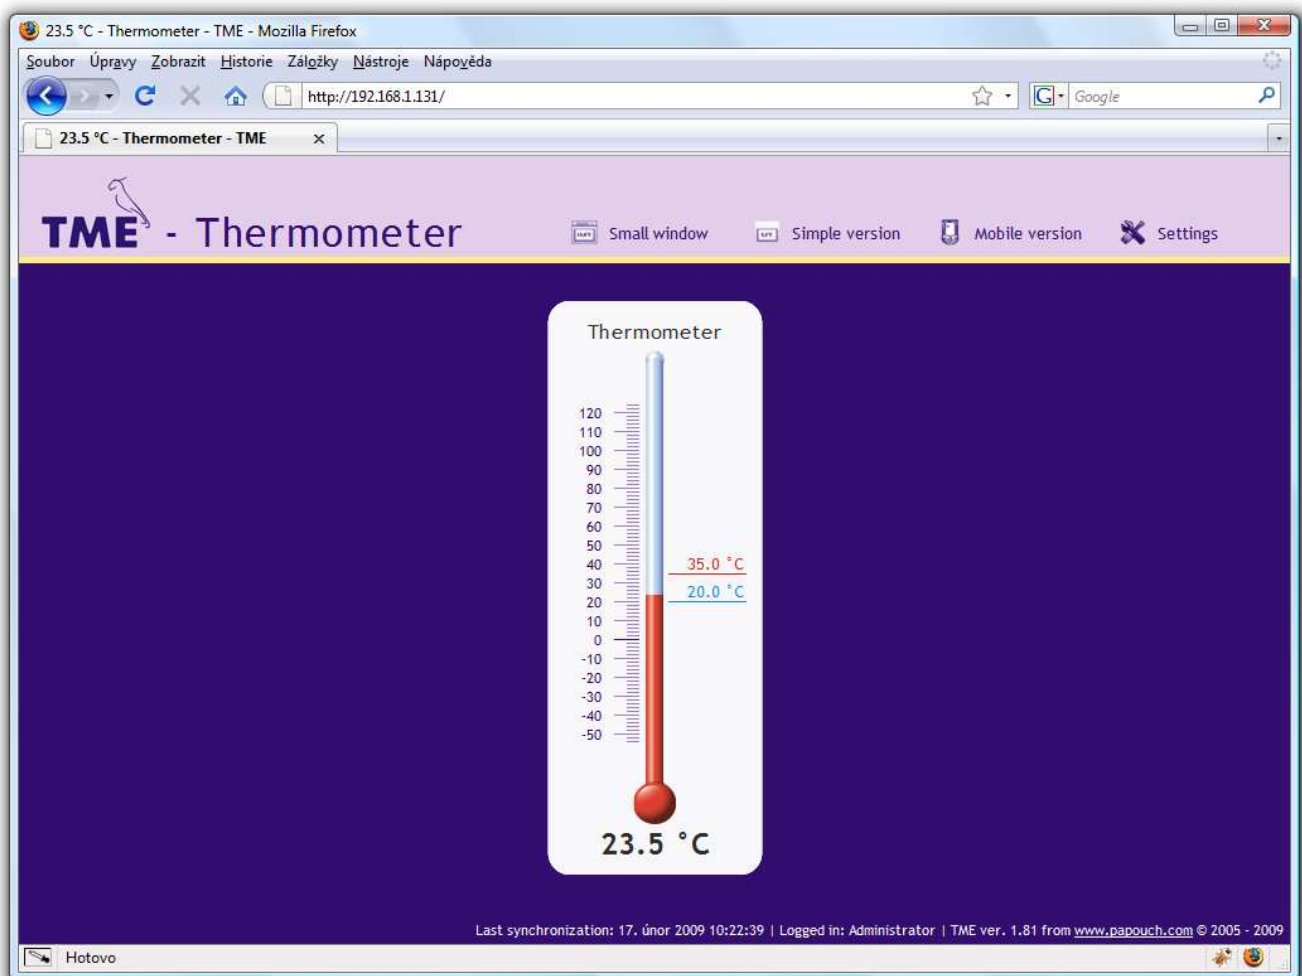 23.5 °C - Thermometer - TME - Mozilla Firefox
Soubor Úpravy Zobrazit Historie Záložky Nástroje Nápověda
http://192.168.1.131/
G Google
23.5 °C - Thermometer - TME
TME - Thermometer
Small window Simple version Mobile version Settings
Thermometer
120
110
100
90
80
70
60
50
40
35.0 °C
30
20.0 °C
20
10
0
-10
-20
-30
-40
-50
23.5 °C
Last synchronization: 17. únor 2009 10:22:39 | Logged in: Administrator | TME ver. 1.81 from www.papouch.com © 2005 - 2009
Hotovo